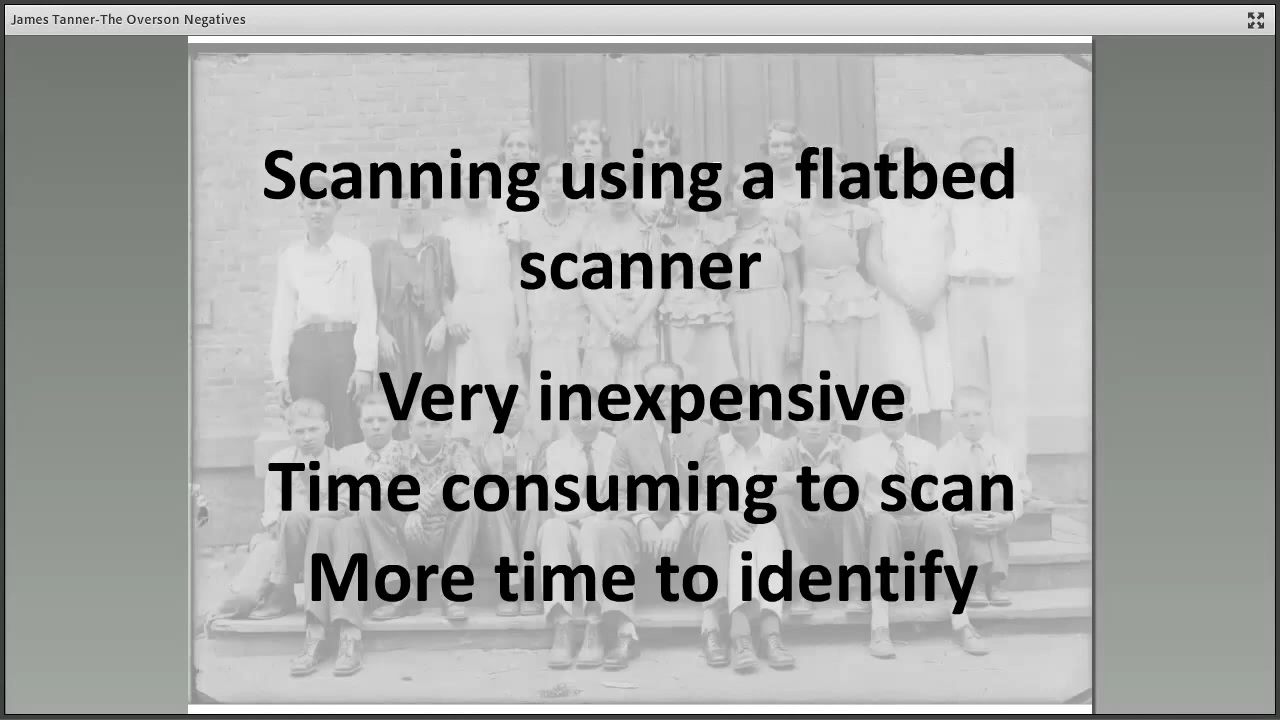 James Tanner-The Overson Negatives
Scanning using a flatbed
scanner
Very inexpensive
Time consuming to scan
More time to identify